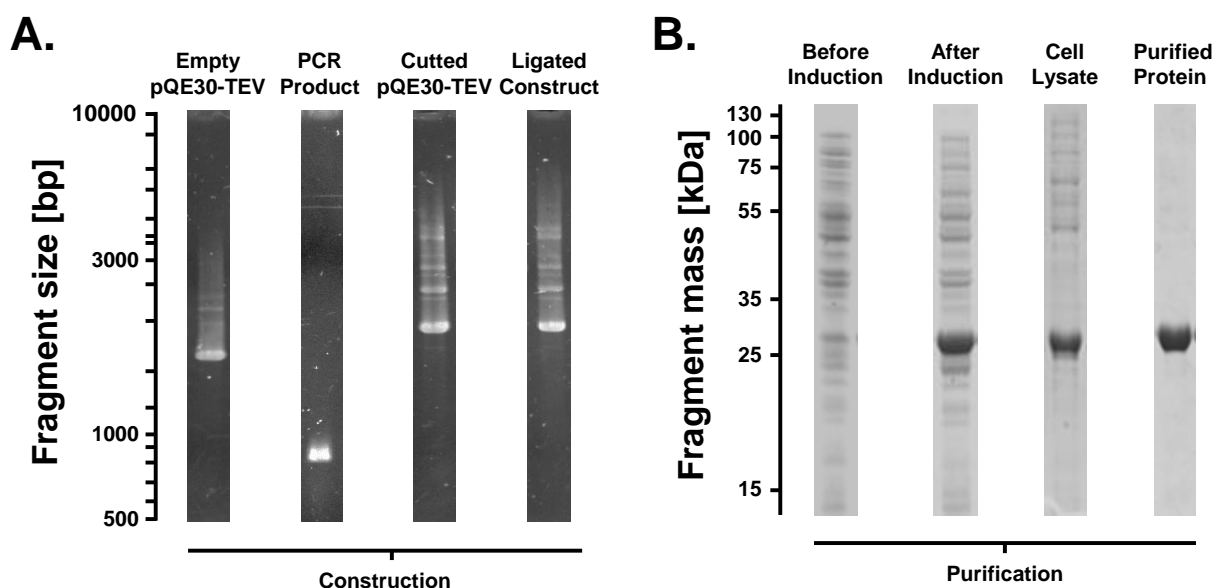 A.
Empty
pQE30-TEV
PCR
Product
Cutted
pQE30-TEV
Ligated
Construct
10000
3000
1000
500
Fragment size [bp]
Construction
B.
Before
Induction
After
Induction
Cell
Lysate
Purified
Protein
130
100
75
55
35
25
15
Fragment mass [kDa]
Purification